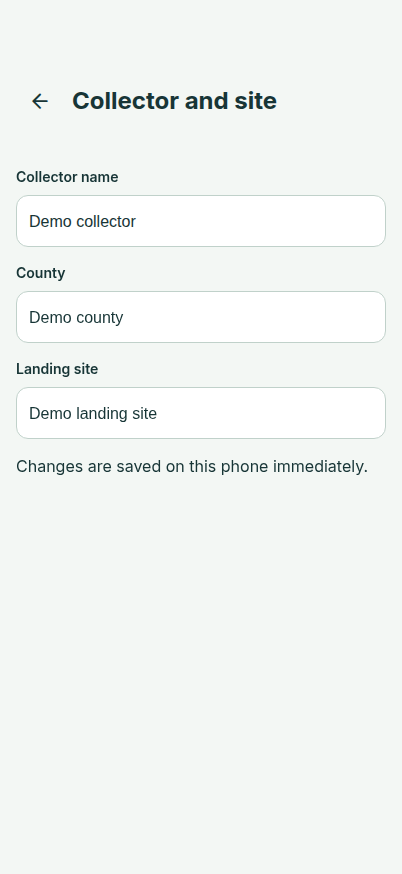 Collector and site
Collector name
Demo collector
County
Demo county
Landing site
Demo landing site
Changes are saved on this phone immediately.